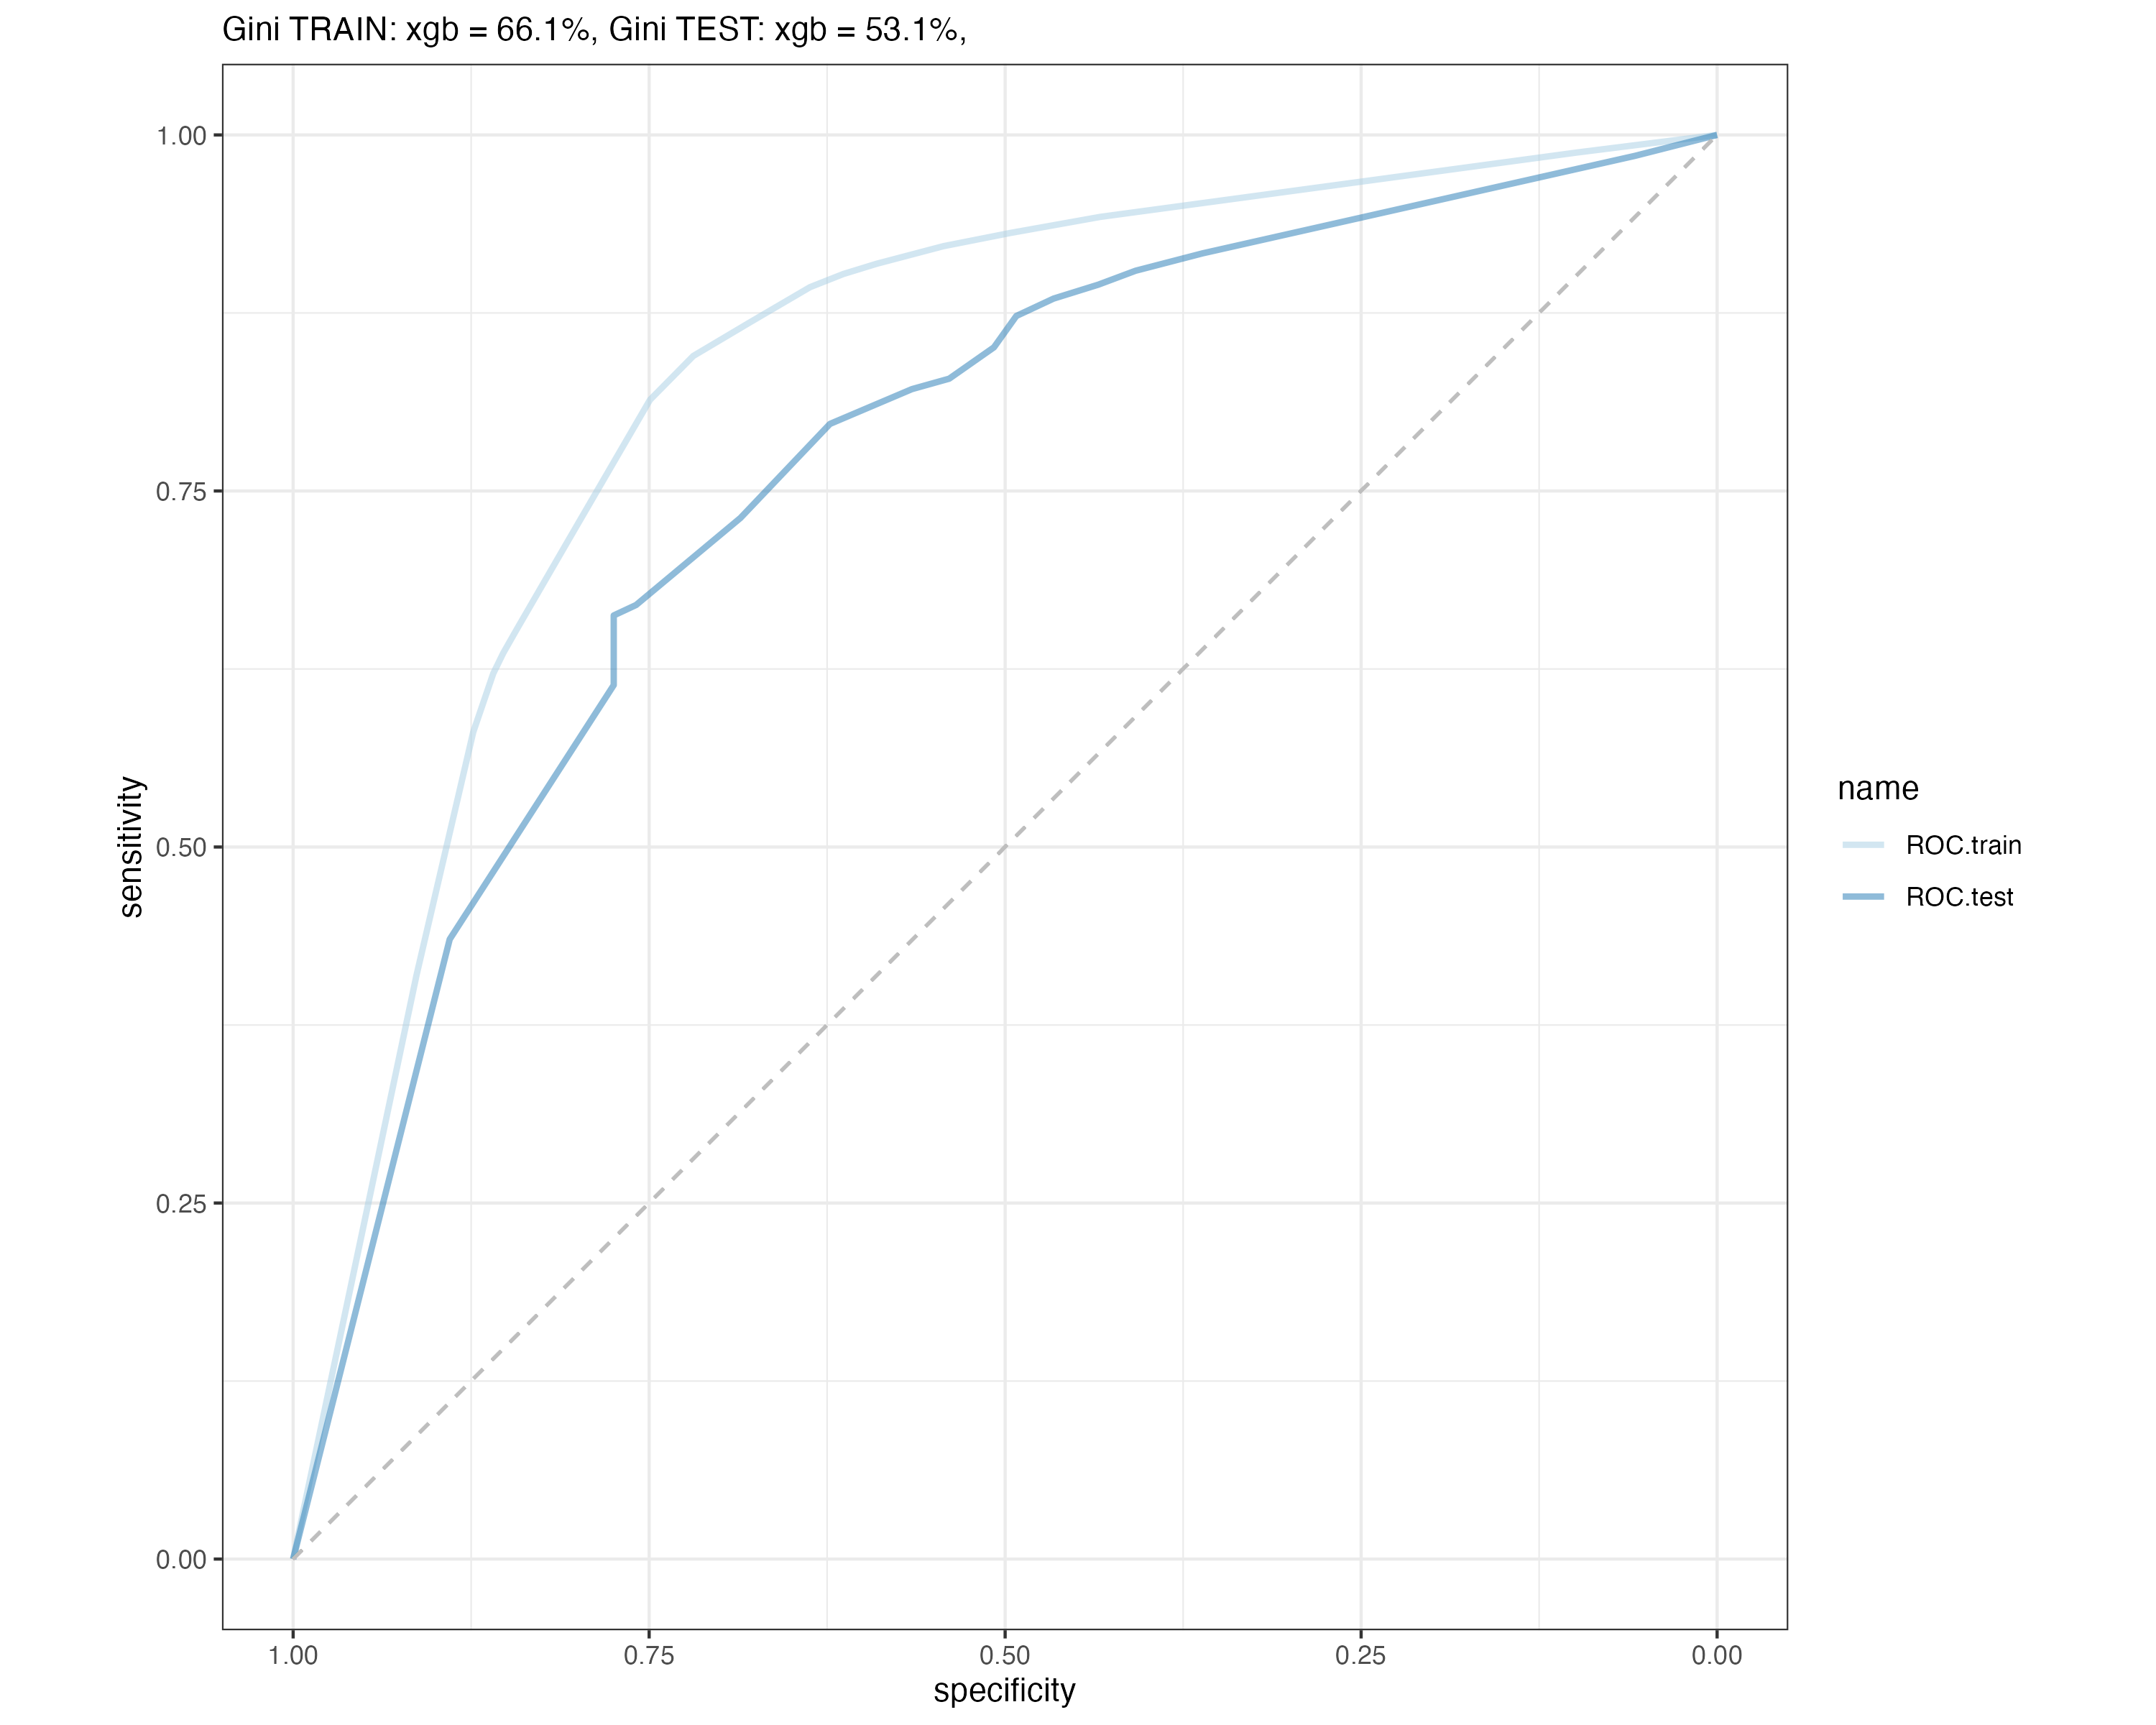 Gini TRAIN: xgb = 66.1%, Gini TEST: xgb = 53.1%,
1.00
0.75
0.50
0.25
0.00
sensitivity
1.00 0.75 0.50 0.25 0.00
specificity
name
ROC.train
ROC.test